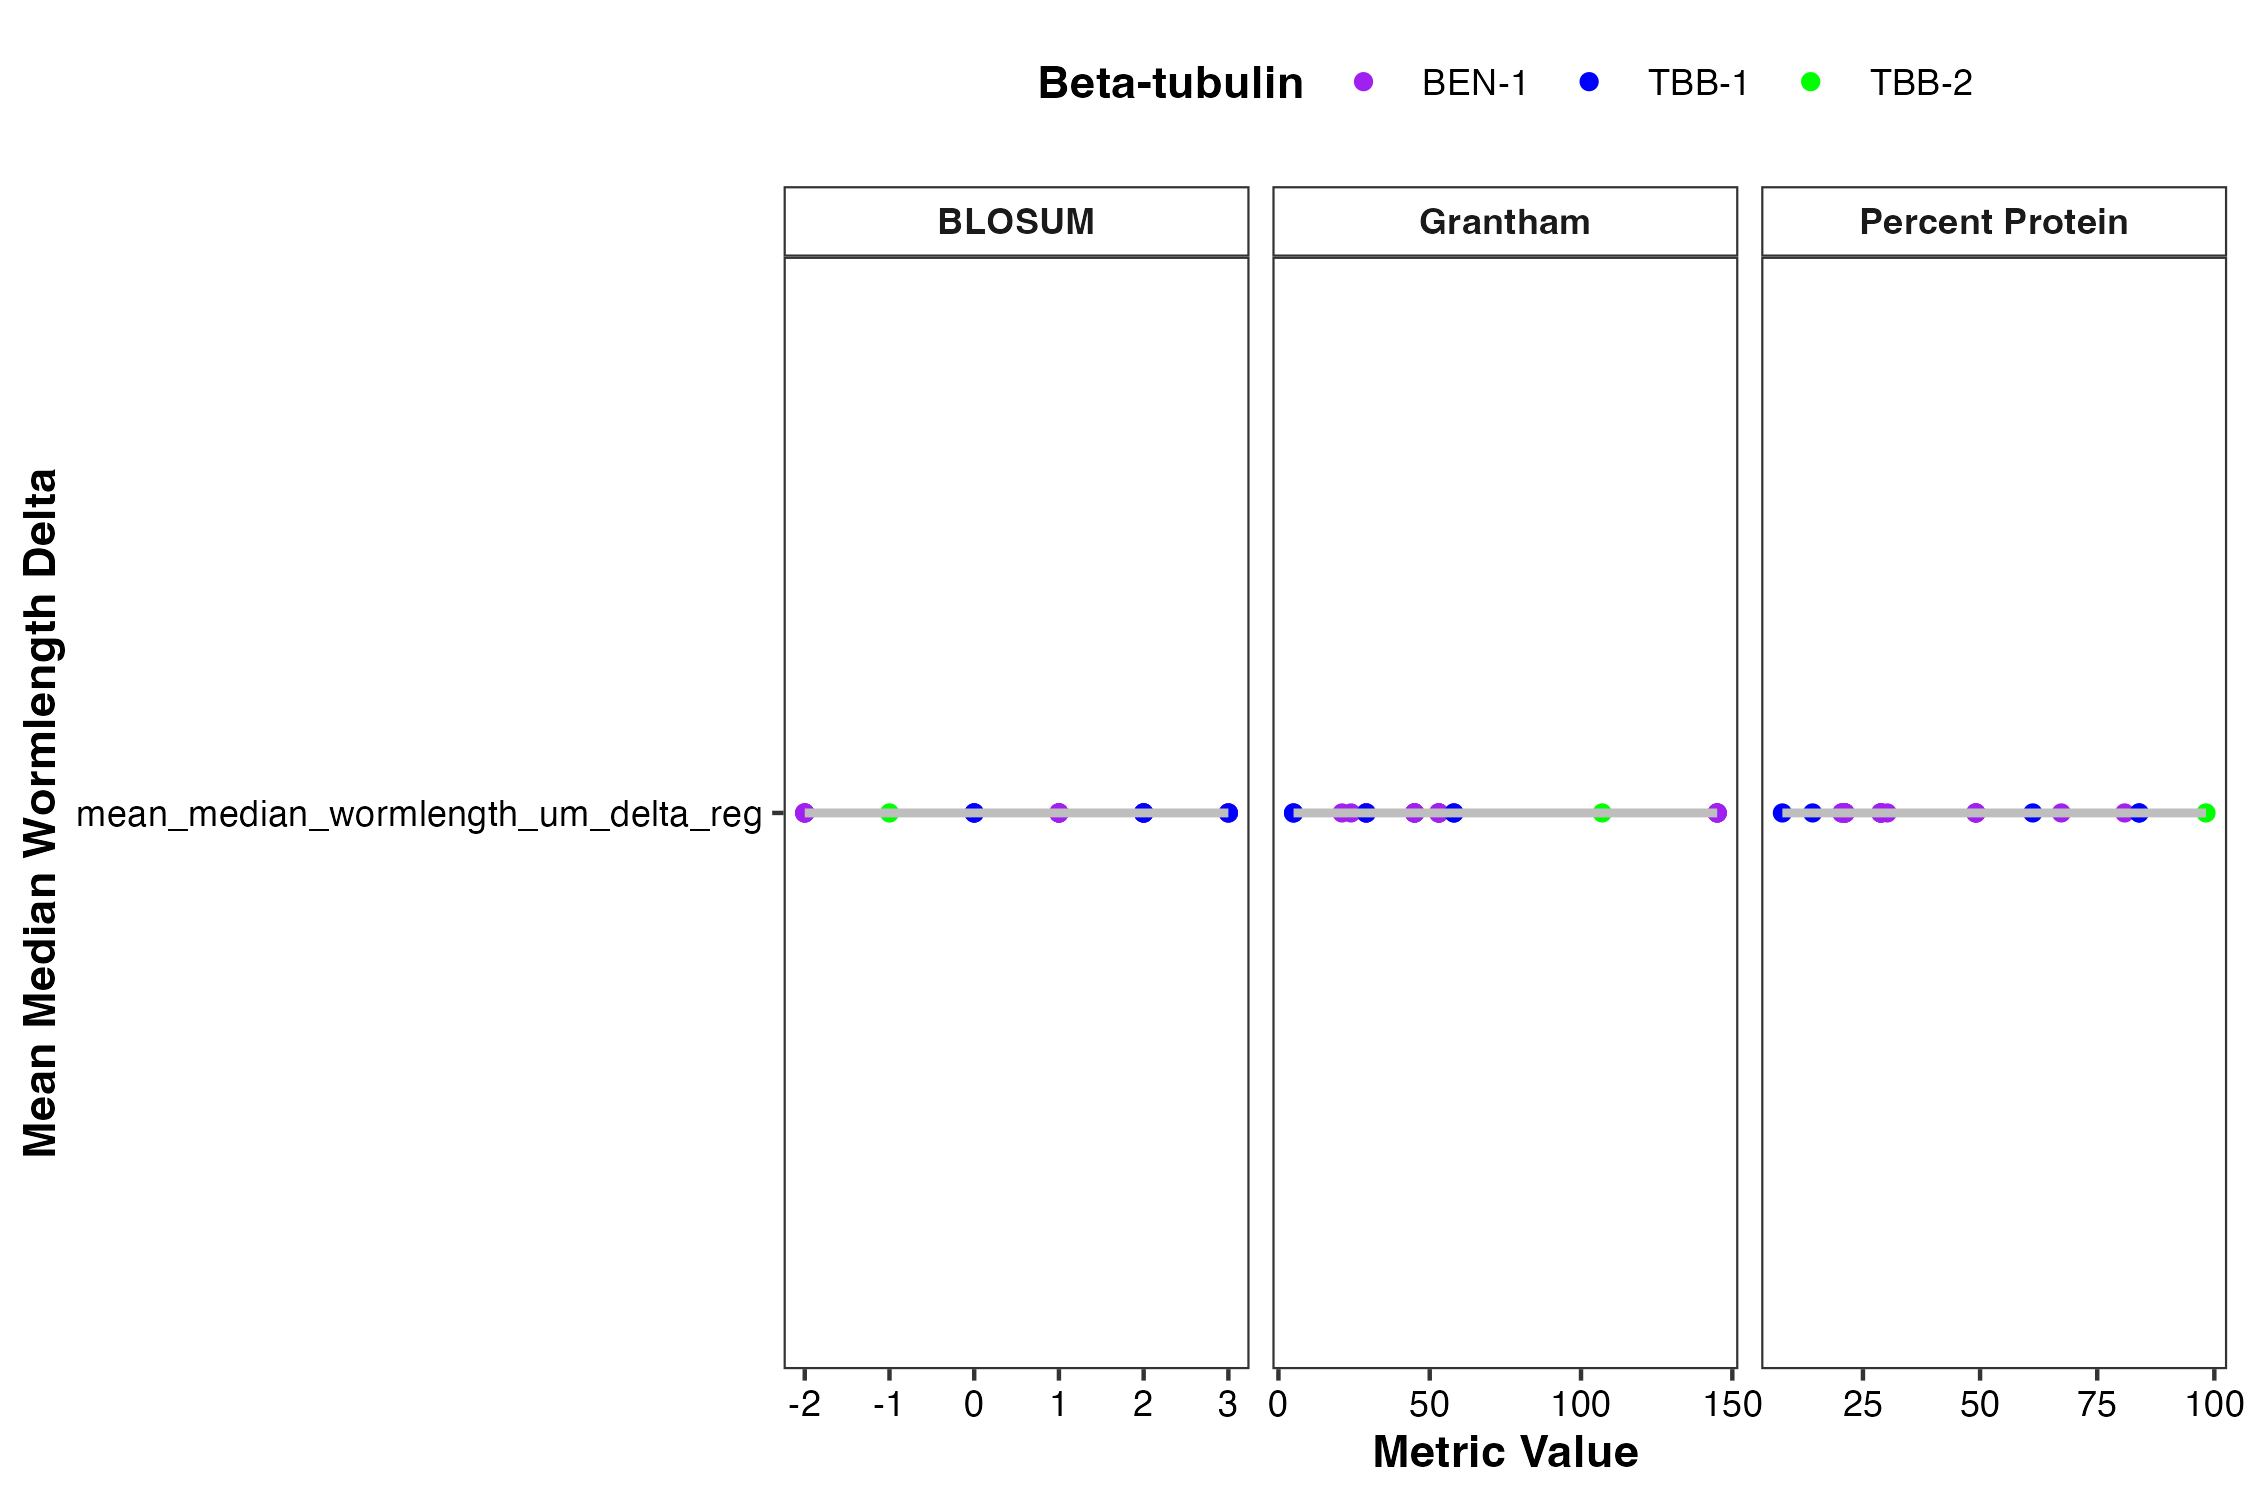 Beta-tubulin BEN-1 TBB-1 TBB-2
BLOSUM Grantham Percent Protein
Mean Median Wormlength Delta
mean_median_wormlength_um_delta_reg
-2 -1 0 1 2 3 0 50 100 150 25 50 75 100
Metric Value